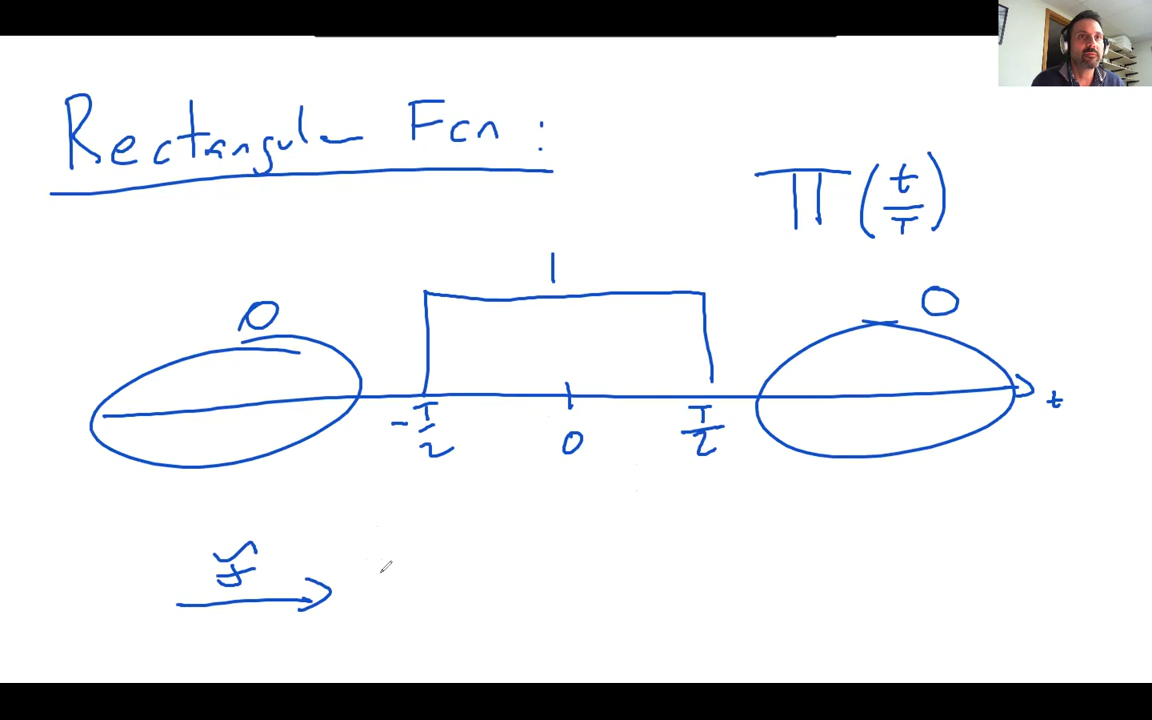 Rectangular Fcn :
Π(t/T)
1
0
0
-T/2
0
T/2
t
ℱ